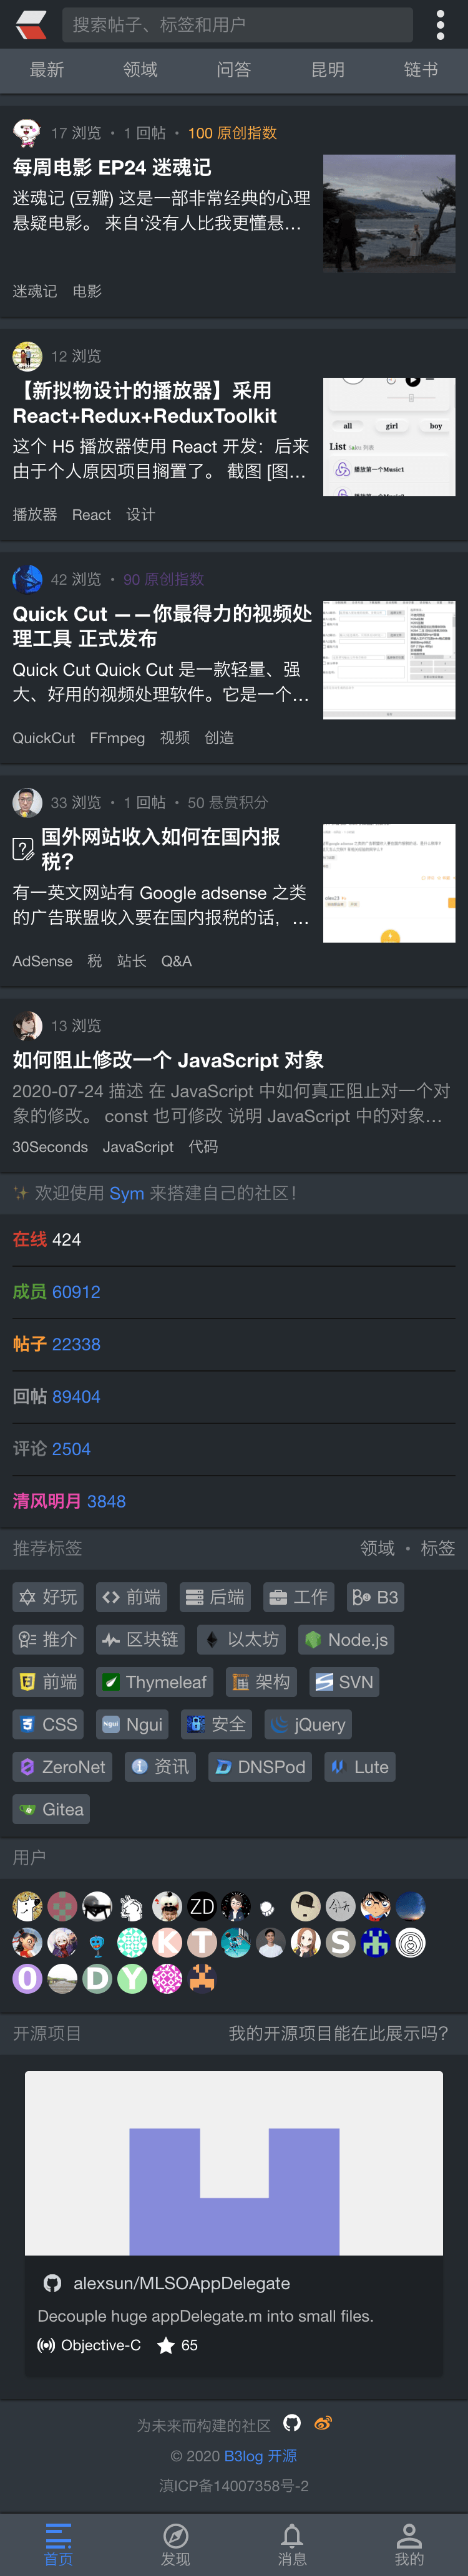 搜索帖子、标签和用户
最新 领域 问答 昆明 链书
17 浏览 • 1 回帖 • 100 原创指数
每周电影 EP24 迷魂记
迷魂记 (豆瓣) 这是一部非常经典的心理
悬疑电影。 来自‘没有人比我更懂悬…
迷魂记 电影
12 浏览
【新拟物设计的播放器】采用
React+Redux+ReduxToolkit
这个 H5 播放器使用 React 开发：后来
由于个人原因项目搁置了。 截图 [图…
all girl boy
List
播放第一个Music1
播放器 React 设计
42 浏览 • 90 原创指数
Quick Cut ——你最得力的视频处
理工具 正式发布
Quick Cut Quick Cut 是一款轻量、强
大、好用的视频处理软件。它是一个…
QuickCut FFmpeg 视频 创造
33 浏览 • 1 回帖 • 50 悬赏积分
国外网站收入如何在国内报
税？
有一英文网站有 Google adsense 之类
的广告联盟收入要在国内报税的话，…
AdSense 税 站长 Q&A
13 浏览
如何阻止修改一个 JavaScript 对象
2020-07-24 描述 在 JavaScript 中如何真正阻止对一个对
象的修改。 const 也可修改 说明 JavaScript 中的对象…
30Seconds JavaScript 代码
✨ 欢迎使用 Sym 来搭建自己的社区！
在线 424
成员 60912
帖子 22338
回帖 89404
评论 2504
清风明月 3848
推荐标签 领域 • 标签
好玩 前端 后端 工作 B3
推介 区块链 以太坊 Node.js
前端 Thymeleaf 架构 SVN
CSS Ngui 安全 jQuery
ZeroNet 资讯 DNSPod Lute
Gitea
用户
ZD
K T S
O D Y
开源项目 我的开源项目能在此展示吗？
alexsun/MLSOAppDelegate
Decouple huge appDelegate.m into small files.
Objective-C 65
为未来而构建的社区
© 2020 B3log 开源
滇ICP备14007358号-2
首页 发现 消息 我的